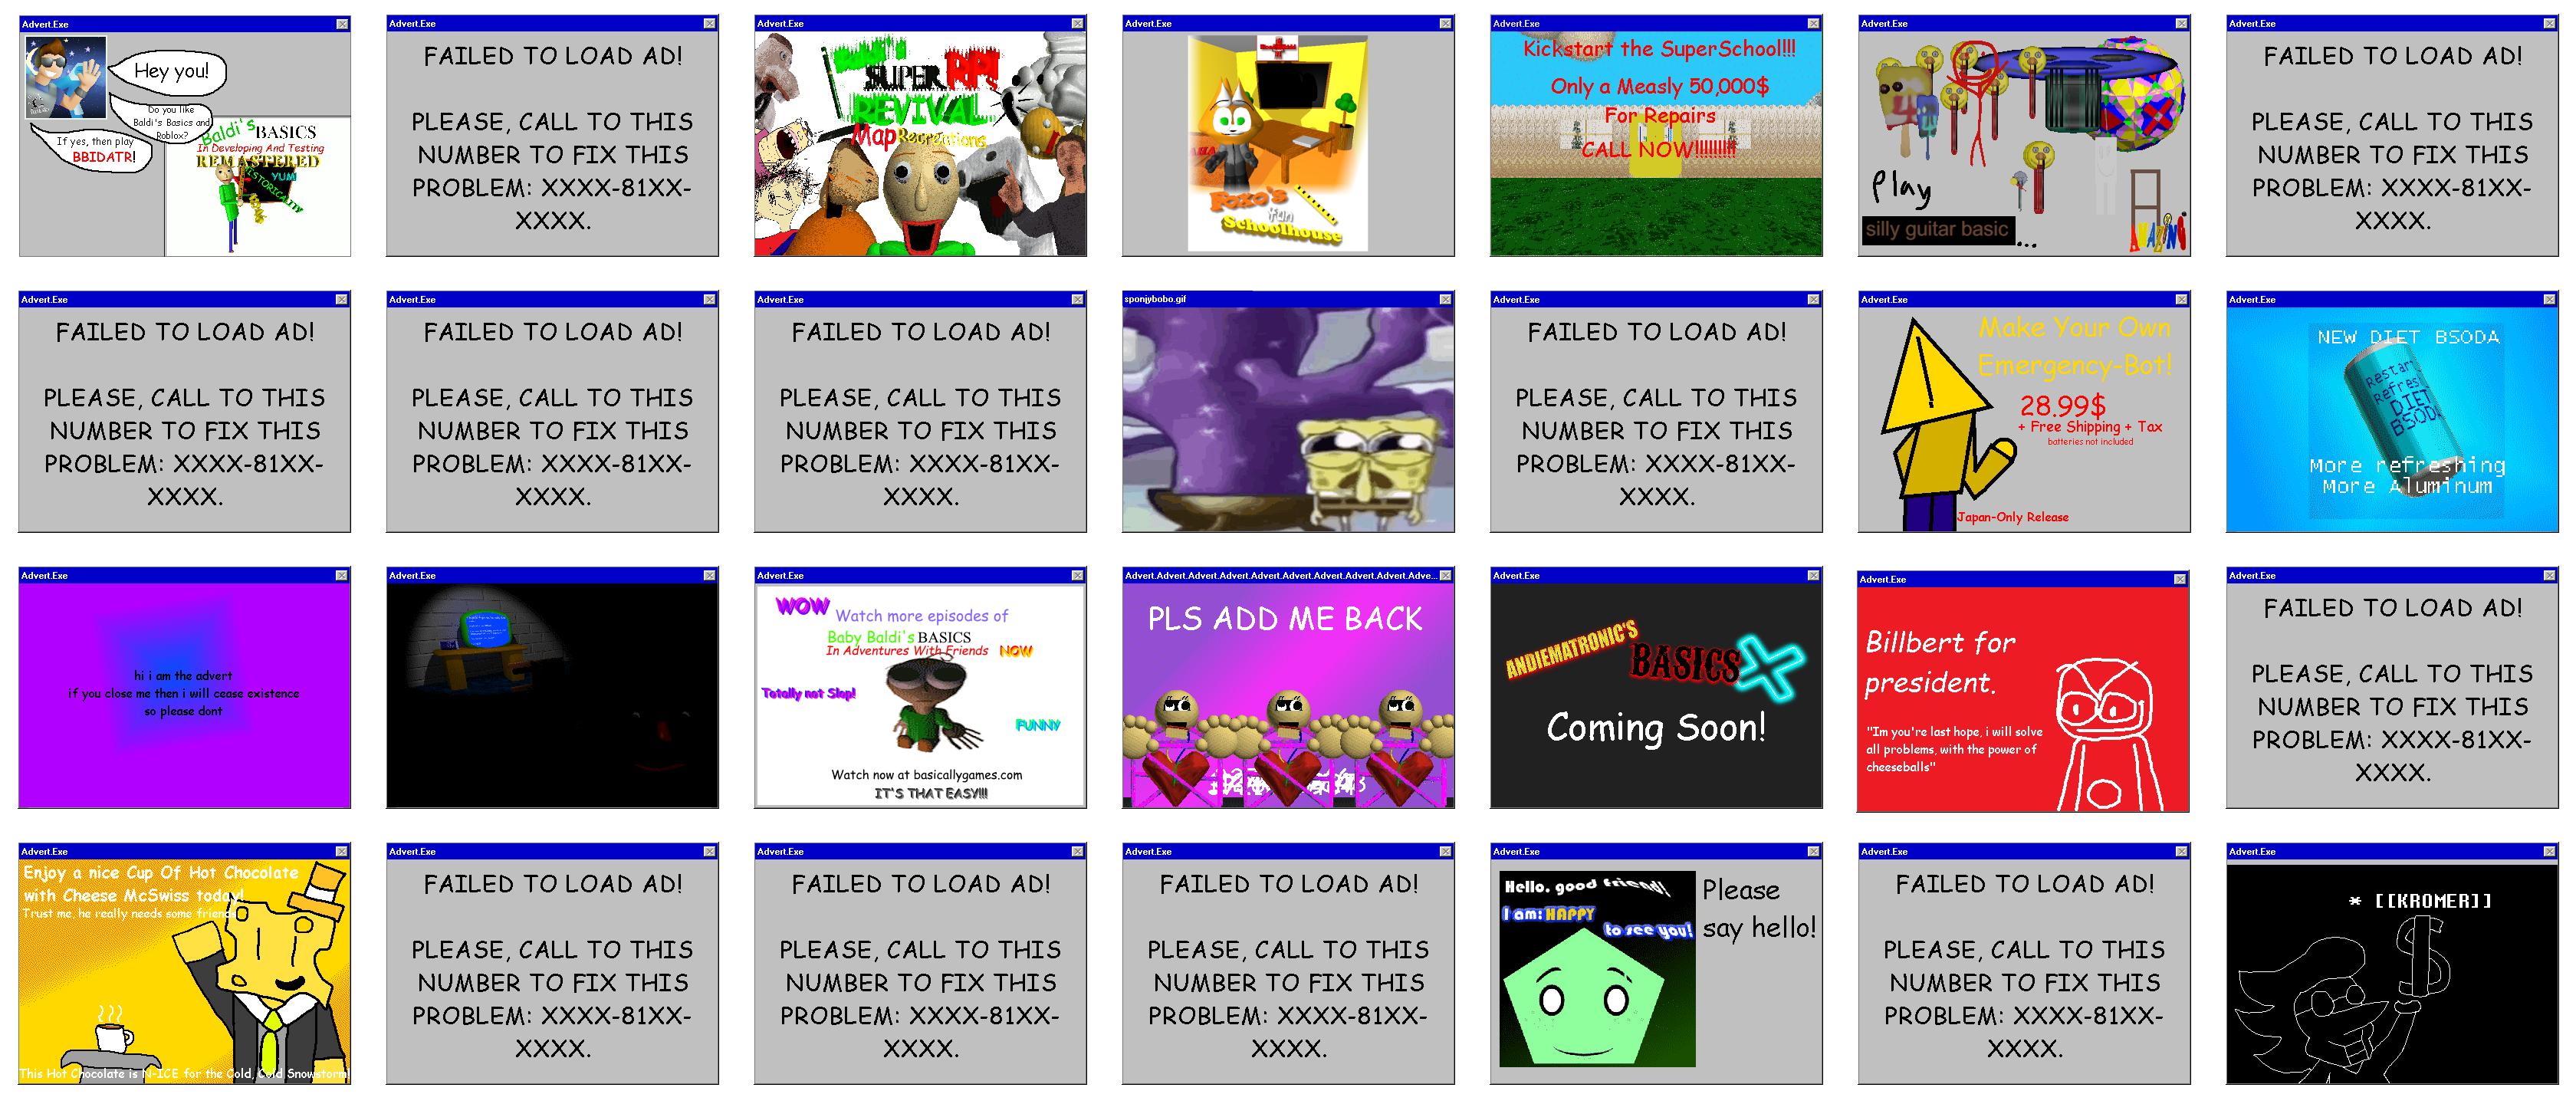 Advert.Exe
Hey you!
Do you like
Baldi's Basics and
Roblox?
If yes, then play
BBIDATR!
Baldi's BASICS
In Developing And Testing
REMASTERED
YUM
HISTORICALLY
Advert.Exe
FAILED TO LOAD AD!
PLEASE, CALL TO THIS
NUMBER TO FIX THIS
PROBLEM: XXXX-81XX-
XXXX.
Advert.Exe
SUPER RP!
REVIVAL
Map Recreations
Advert.Exe
Foxo's
fun
Schoolhouse
Advert.Exe
Kickstart the SuperSchool!!!!
Only a Measly 50,000$
For Repairs
CALL NOW!!!!!!!!!
Advert.Exe
play
silly guitar basic...
AMAZING
Advert.Exe
FAILED TO LOAD AD!
PLEASE, CALL TO THIS
NUMBER TO FIX THIS
PROBLEM: XXXX-81XX-
XXXX.
Advert.Exe
FAILED TO LOAD AD!
PLEASE, CALL TO THIS
NUMBER TO FIX THIS
PROBLEM: XXXX-81XX-
XXXX.
Advert.Exe
FAILED TO LOAD AD!
PLEASE, CALL TO THIS
NUMBER TO FIX THIS
PROBLEM: XXXX-81XX-
XXXX.
Advert.Exe
FAILED TO LOAD AD!
PLEASE, CALL TO THIS
NUMBER TO FIX THIS
PROBLEM: XXXX-81XX-
XXXX.
sponjybobo.gif
Advert.Exe
FAILED TO LOAD AD!
PLEASE, CALL TO THIS
NUMBER TO FIX THIS
PROBLEM: XXXX-81XX-
XXXX.
Advert.Exe
Make Your Own
Emergency-Bot!
28.99$
+ Free Shipping + Tax
batteries not included
Japan-Only Release
Advert.Exe
NEW DIET BSODA
DIET
BSODA
More refreshing
More Aluminum
Advert.Exe
hi i am the advert
if you close me then i will cease existence
so please dont
Advert.Exe
Advert.Exe
WOW
Watch more episodes of
Baby Baldi's BASICS
In Adventures With Friends
NOW
Totally not Slop!
FUNNY
Watch now at basicallygames.com
IT'S THAT EASY!!!
Advert.Advert.Advert.Advert.Advert.Advert.Advert.Advert.Advert.Adve...
PLS ADD ME BACK
Advert.Exe
ANDIEMATRONIC'S
BASICS X
Coming Soon!
Advert.Exe
Billbert for
president.
"Im you're last hope, i will solve
all problems, with the power of
cheeseballs"
Advert.Exe
FAILED TO LOAD AD!
PLEASE, CALL TO THIS
NUMBER TO FIX THIS
PROBLEM: XXXX-81XX-
XXXX.
Advert.Exe
Enjoy a nice Cup Of Hot Chocolate
with Cheese McSwiss today!
Trust me, he really needs some friends
This Hot Chocolate is N-ICE for the Cold, Cold Snowstorm!
Advert.Exe
FAILED TO LOAD AD!
PLEASE, CALL TO THIS
NUMBER TO FIX THIS
PROBLEM: XXXX-81XX-
XXXX.
Advert.Exe
FAILED TO LOAD AD!
PLEASE, CALL TO THIS
NUMBER TO FIX THIS
PROBLEM: XXXX-81XX-
XXXX.
Advert.Exe
FAILED TO LOAD AD!
PLEASE, CALL TO THIS
NUMBER TO FIX THIS
PROBLEM: XXXX-81XX-
XXXX.
Advert.Exe
Hello, good friend!
I am: HAPPY
to see you!
Please
say hello!
Advert.Exe
FAILED TO LOAD AD!
PLEASE, CALL TO THIS
NUMBER TO FIX THIS
PROBLEM: XXXX-81XX-
XXXX.
Advert.Exe
* [[KROMER]]